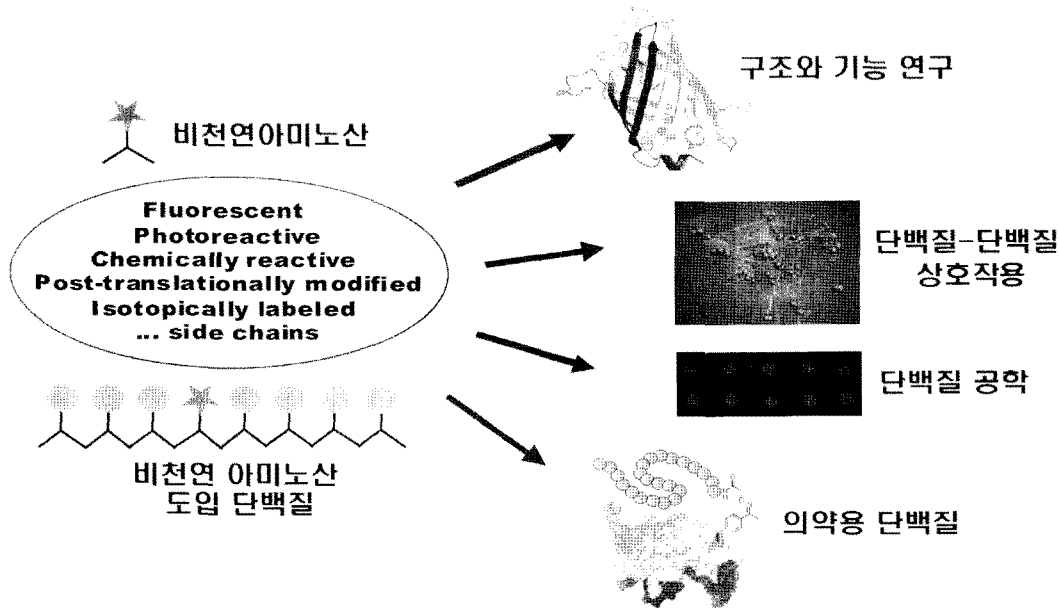 비천연아미노산
Fluorescent
Photoreactive
Chemically reactive
Post-translationally modified
Isotopically labeled
... side chains
비천연 아미노산
도입 단백질
구조와 기능 연구
단백질-단백질
상호작용
단백질 공학
의약용 단백질